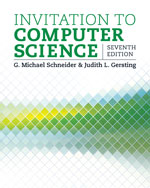 INVITATION TO
COMPUTER
SCIENCE
SEVENTH
EDITION
G. Michael Schneider & Judith L. Gersting